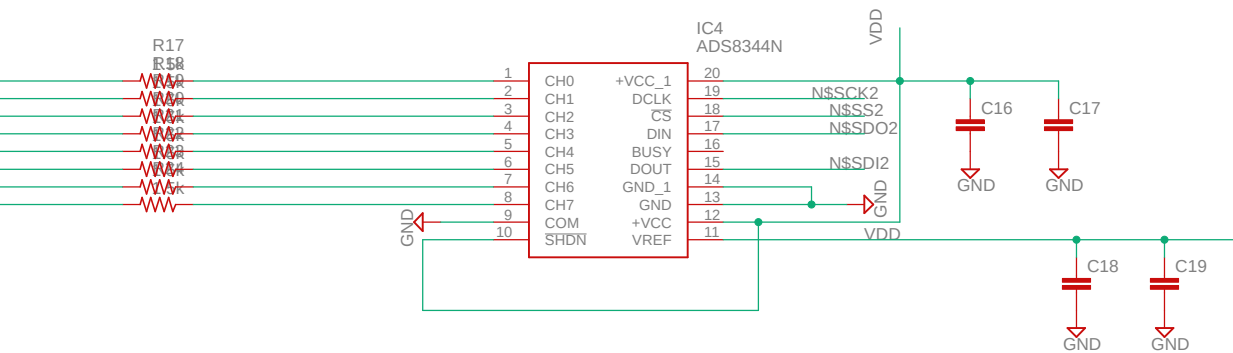 IC4
ADS8344N
VDD
R17
1 CH0 +VCC_1 20
2 CH1 DCLK 19 N$SCK2
3 CH2 CS 18 N$SS2
4 CH3 DIN 17 N$SDO2
5 CH4 BUSY 16
6 CH5 DOUT 15 N$SDI2
7 CH6 GND_1 14
8 CH7 GND 13 GND
GND 9 COM +VCC 12
10 SHDN VREF 11 VDD
C16
C17
GND
GND
C18
C19
GND
GND